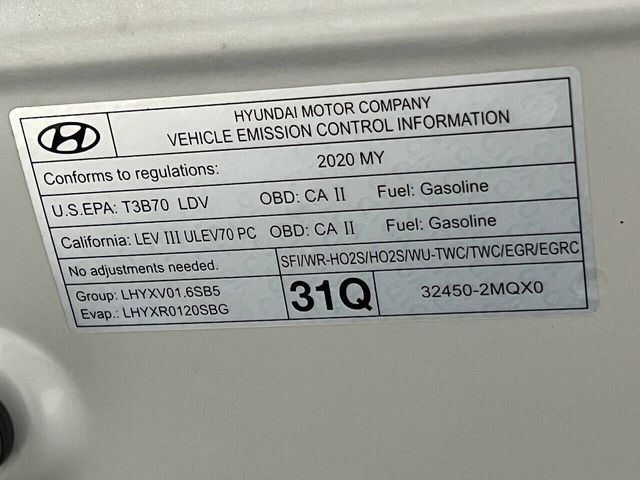 HYUNDAI MOTOR COMPANY
VEHICLE EMISSION CONTROL INFORMATION
Conforms to regulations: 2020 MY
U.S.EPA: T3B70 LDV OBD: CA II Fuel: Gasoline
California: LEV III ULEV70 PC OBD: CA II Fuel: Gasoline
No adjustments needed. SFI/WR-HO2S/HO2S/WU-TWC/TWC/EGR/EGRC
Group: LHYXV01.6SB5
Evap.: LHYXR0120SBG
31Q
32450-2MQX0